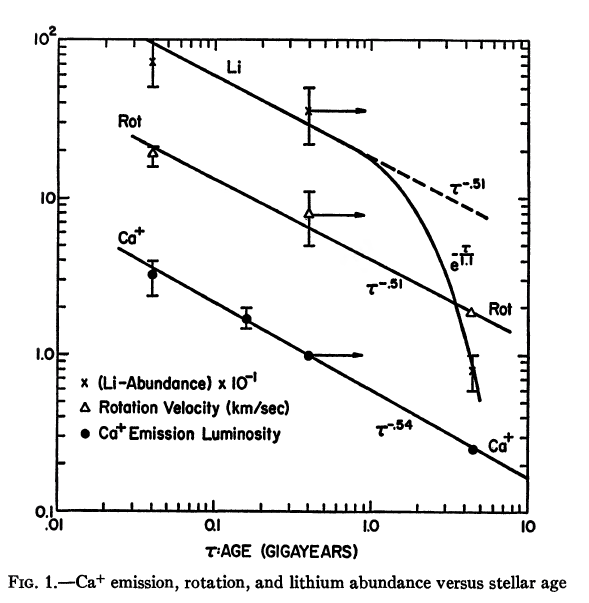 10²
Li
Rot
τ-.51
10
Ca⁺
e-τ/1.1
τ-.51
Rot
1.0
× (Li-Abundance) x 10⁻¹
△ Rotation Velocity (km/sec)
● Ca⁺ Emission Luminosity
τ-.54
Ca⁺
0.1
.01 0.1 1.0 10
τ:AGE (GIGAYEARS)
Fig. 1.—Ca⁺ emission, rotation, and lithium abundance versus stellar age